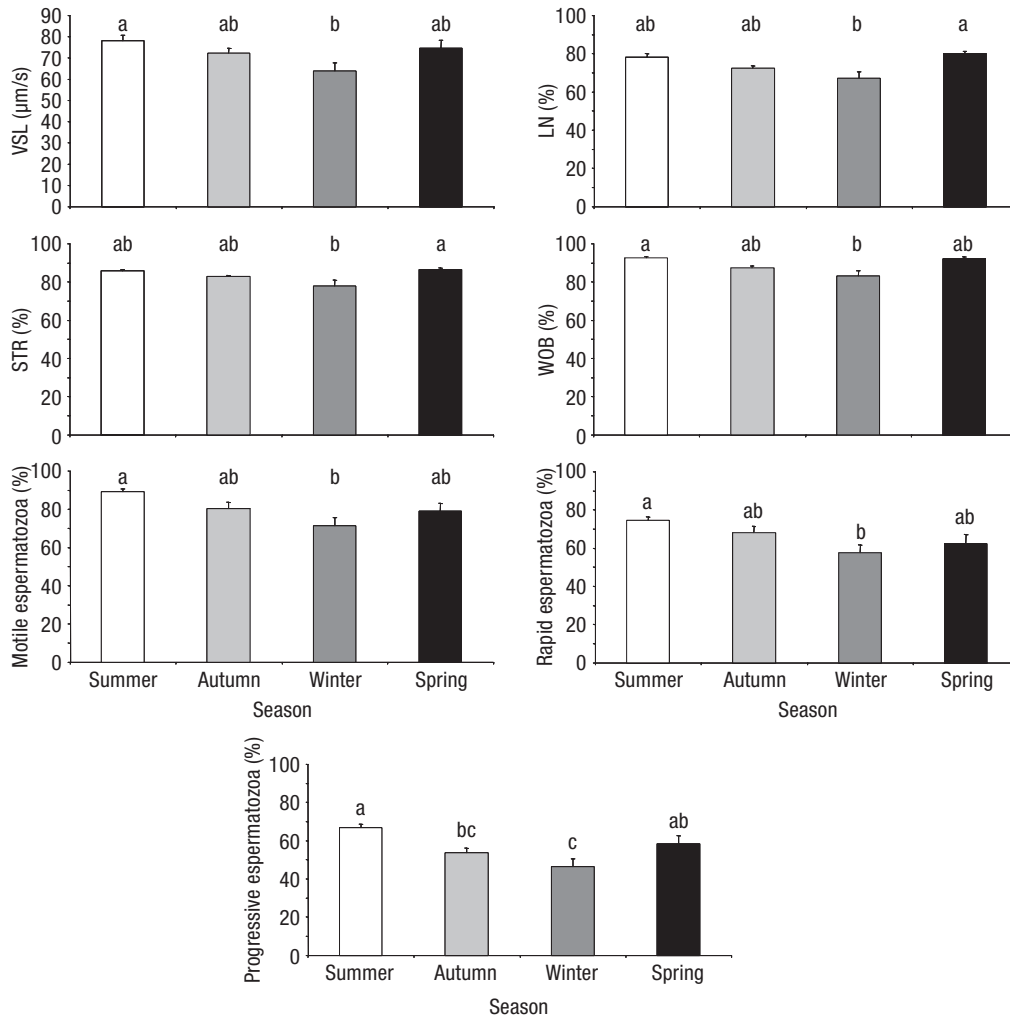 VSL (µm/s)
90
80
70
60
50
40
30
20
10
0
a ab b ab
LN (%)
100
80
60
40
20
0
ab ab b a
STR (%)
100
80
60
40
20
0
ab ab b a
WOB (%)
100
80
60
40
20
0
a ab b ab
Motile espermatozoa (%)
100
80
60
40
20
0
a ab b ab
Summer Autumn Winter Spring
Season
Rapid espermatozoa (%)
100
80
60
40
20
0
a ab b ab
Summer Autumn Winter Spring
Season
Progressive espermatozoa (%)
100
80
60
40
20
0
a bc c ab
Summer Autumn Winter Spring
Season